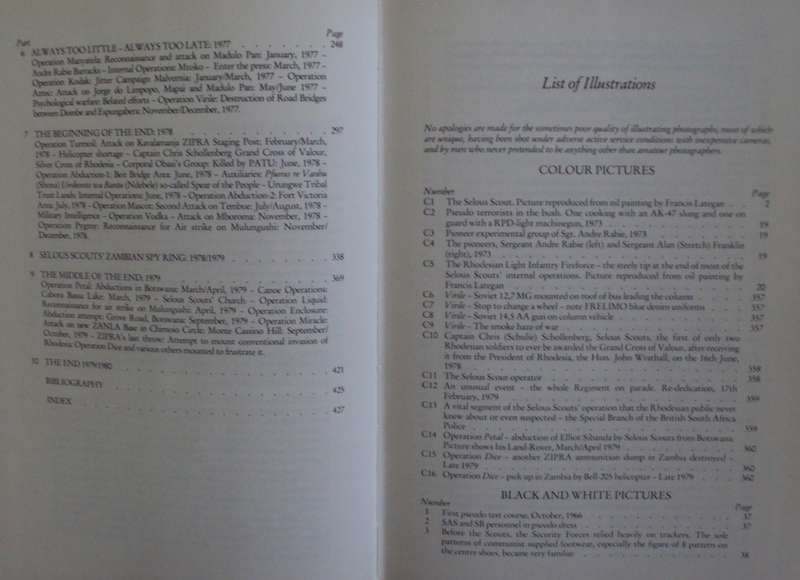 Part
Page
6 ALWAYS TOO LITTLE – ALWAYS TOO LATE: 1977 . . . . . . . 248
Operation Manyatela: Reconnaissance and attack on Madulo Pan: January, 1977 –
Andre Rabie Barracks – Internal Operations: Mtoko – Enter the press: March, 1977 –
Operation Kodak: Jitter Campaign Malvernia: January/March, 1977 – Operation
Aztec: Attack on Jorge do Limpopo, Mapai and Madulo Pan: May/June 1977 –
Psychological warfare: Belated efforts – Operation Virile: Destruction of Road Bridges
between Dombe and Espungabera: November/December, 1977.
7 THE BEGINNING OF THE END: 1978 . . . . . . . 297
Operation Turmoil: Attack on Kavalamanja ZIPRA Staging Post: February/March,
1978 – Helicopter shortage – Captain Chris Schollenberg Grand Cross of Valour,
Silver Cross of Rhodesia – Corporal Obasi's Group: Killed by PATU: June, 1978 –
Operation Abduction-1: Beit Bridge Area: June, 1978 – Auxiliaries: Pfumo re Vanhu
(Shona) Umkonto wa Bantu (Ndebele) so-called Spear of the People – Urungwe Tribal
Trust Lands: Internal Operations: June, 1978 – Operation Abduction-2: Fort Victoria
Area: July, 1978 – Operation Mascot: Second Attack on Tembue: July/August, 1978 –
Military Intelligence – Operation Vodka – Attack on Mboroma: November, 1978 –
Operation Pygmy: Reconnaissance for Air strike on Mulungushi: November/
December, 1978.
8 SELOUS SCOUTS' ZAMBIAN SPY RING: 1978/1979 . . . . . 338
9 THE MIDDLE OF THE END: 1979 . . . . . . . 369
Operation Petal: Abductions in Botswana: March/April, 1979 – Canoe Operations:
Cabora Bassa Lake: March, 1979 – Selous Scouts' Church – Operation Liquid:
Reconnaissance for air strike on Mulungushi: April, 1979 – Operation Enclosure:
Abduction attempt: Grove Road, Botswana: September, 1979 – Operation Miracle:
Attack on new ZANLA Base in Chimoio Circle: Monte Cassino Hill: September/
October, 1979 – ZIPRA's last throw: Attempt to mount conventional invasion of
Rhodesia: Operation Dice and various others mounted to frustrate it.
10 THE END 1979/1980 . . . . . . . 421
BIBLIOGRAPHY . . . . . . . 425
INDEX . . . . . . . 427
List of Illustrations
No apologies are made for the sometimes poor quality of illustrating photographs, most of which
are unique, having been shot under adverse active service conditions with inexpensive cameras,
and by men who never pretended to be anything other than amateur photographers.
COLOUR PICTURES
Number
Page
C1 The Selous Scout. Picture reproduced from oil painting by Francis Lategan . . 2
C2 Pseudo terrorists in the bush. One cooking with an AK-47 slung and one on
guard with a RPD-light machinegun, 1973 . . . . . . . 19
C3 Pioneer experimental group of Sgt. Andre Rabie, 1973 . . . . . 19
C4 The pioneers, Sergeant Andre Rabie (left) and Sergeant Alan (Stretch) Franklin
(right), 1973 . . . . . . . 19
C5 The Rhodesian Light Infantry Fireforce – the steely tip at the end of most of the
Selous Scouts' internal operations. Picture reproduced from oil painting by
Francis Lategan . . . . . . . 20
C6 Virile – Soviet 12,7 MG mounted on roof of bus leading the column . . . 357
C7 Virile – Stop to change a wheel – note FRELIMO blue denim uniforms . . . 357
C8 Virile – Soviet 14,5 AA gun on column vehicle . . . . . 357
C9 Virile – The smoke haze of war . . . . . . . 357
C10 Captain Chris (Schulie) Schollenberg, Selous Scouts, the first of only two
Rhodesian soldiers to ever be awarded the Grand Cross of Valour, after receiving
it from the President of Rhodesia, the Hon. John Wrathall, on the 16th June,
1978 . . . . . . . 358
C11 The Selous Scout operator . . . . . . . 358
C12 An unusual event – the whole Regiment on parade. Re-dedication, 17th
February, 1979 . . . . . . . 359
C13 A vital segment of the Selous Scouts' operation that the Rhodesian public never
knew about or even suspected – the Special Branch of the British South Africa
Police . . . . . . . 359
C14 Operation Petal – abduction of Elliot Sibanda by Selous Scouts from Botswana.
Picture shows his Land-Rover, March/April 1979 . . . . . 360
C15 Operation Dice – another ZIPRA ammunition dump in Zambia destroyed –
Late 1979 . . . . . . . 360
C16 Operation Dice – pick up in Zambia by Bell-205 helicopter – Late 1979 . . . 360
BLACK AND WHITE PICTURES
Number
Page
1 First pseudo test course, October, 1966 . . . . . . . 37
2 SAS and SB personnel in pseudo dress . . . . . . . 37
3 Before the Scouts, the Security Forces relied heavily on trackers. The sole
patterns of communist supplied footwear, especially the figure of 8 pattern on
the centre shoes, became very familiar . . . . . . . 38